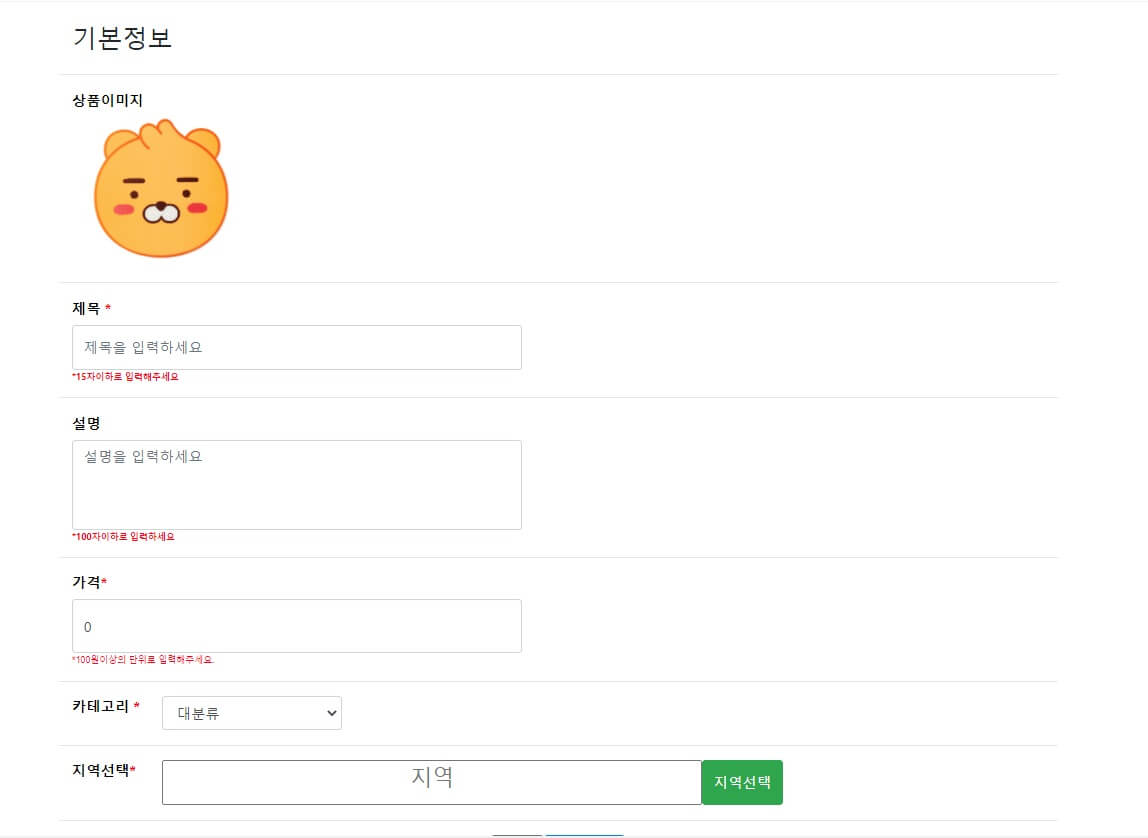 기본정보
상품이미지
제목 *
제목을 입력하세요
*15자이하로 입력해주세요
설명
설명을 입력하세요
*100자이하로 입력하세요
가격*
0
*100원이상의 단위로 입력해주세요.
카테고리 * 대분류
지역선택* 지역 지역선택